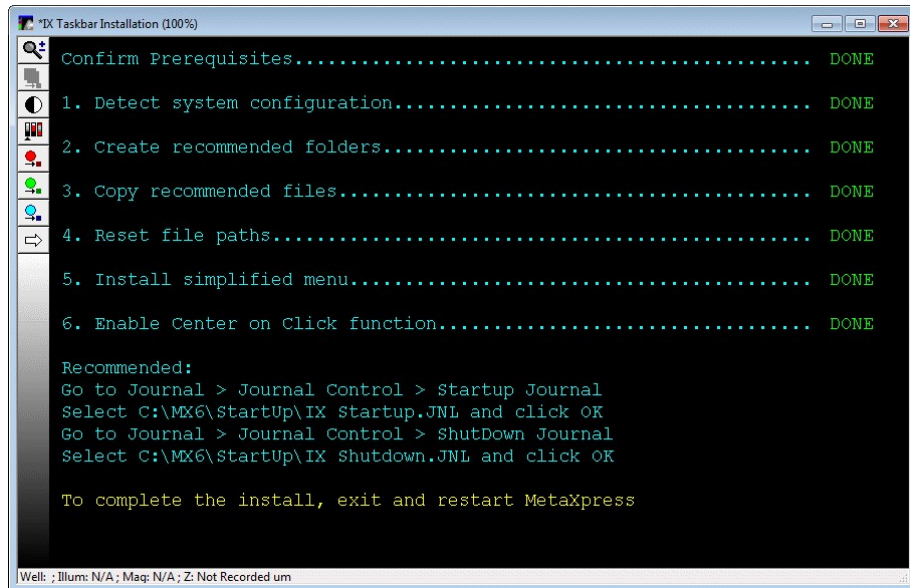 *IX Taskbar Installation (100%)
Confirm Prerequisites............................................... DONE
1. Detect system configuration...................................... DONE
2. Create recommended folders....................................... DONE
3. Copy recommended files........................................... DONE
4. Reset file paths................................................. DONE
5. Install simplified menu.......................................... DONE
6. Enable Center on Click function.................................. DONE
Recommended:
Go to Journal > Journal Control > Startup Journal
Select C:\MX6\StartUp\IX Startup.JNL and click OK
Go to Journal > Journal Control > ShutDown Journal
Select C:\MX6\StartUp\IX Shutdown.JNL and click OK
To complete the install, exit and restart MetaXpress
Well: ; Illum: N/A ; Mag: N/A ; Z: Not Recorded um